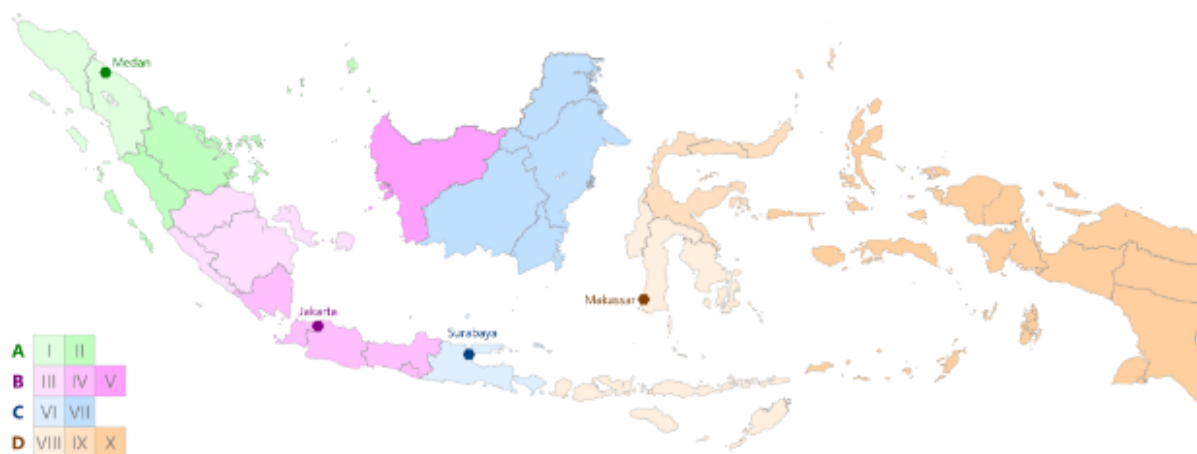 Medan
Makassar
Jakarta
Surabaya
A I II
B III IV V
C VI VII
D VIII IX X